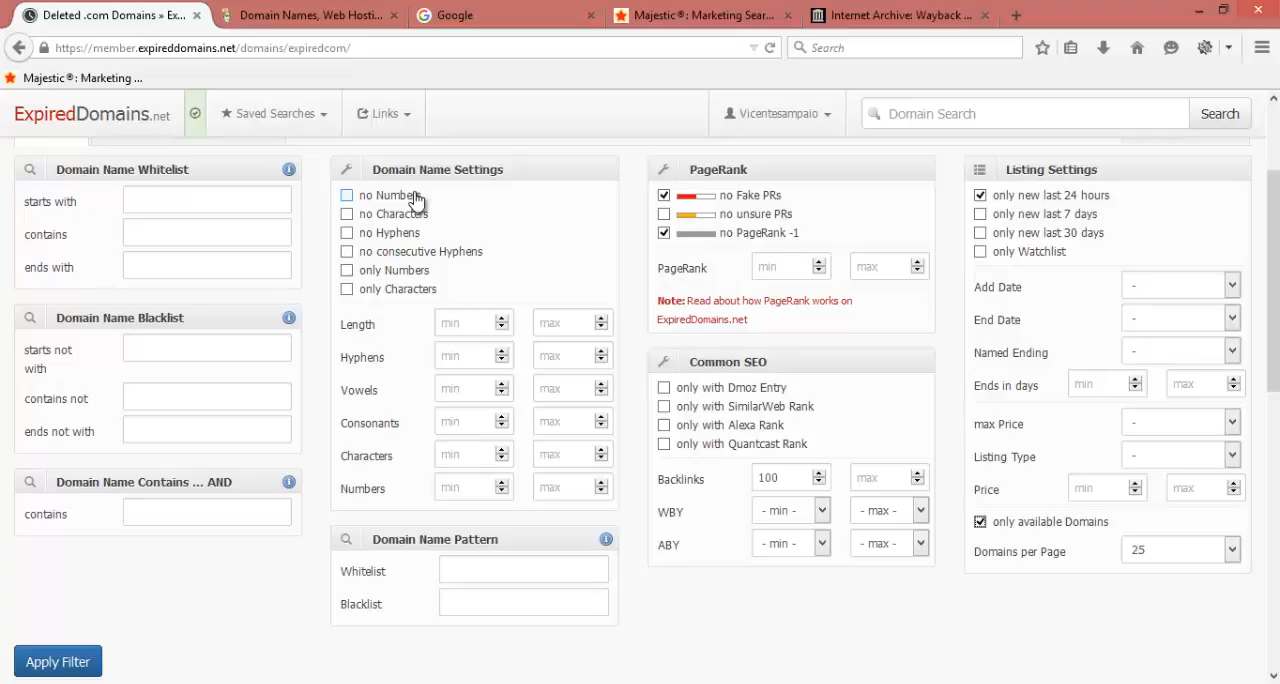 Deleted .com Domains » Ex...
Domain Names, Web Hosti...
Google
Majestic®: Marketing Sear...
Internet Archive: Wayback ...
https://member.expireddomains.net/domains/expiredcom/
Search
Majestic®: Marketing ...
ExpiredDomains.net
Saved Searches
Links
Vicentesampaio
Domain Search
Search
Domain Name Whitelist
starts with
contains
ends with
Domain Name Blacklist
starts not
with
contains not
ends not with
Domain Name Contains ... AND
contains
Domain Name Settings
no Numbers
no Characters
no Hyphens
no consecutive Hyphens
only Numbers
only Characters
Length min max
Hyphens min max
Vowels min max
Consonants min max
Characters min max
Numbers min max
Domain Name Pattern
Whitelist
Blacklist
PageRank
no Fake PRs
no unsure PRs
no PageRank -1
PageRank min max
Note: Read about how PageRank works on
ExpiredDomains.net
Common SEO
only with Dmoz Entry
only with SimilarWeb Rank
only with Alexa Rank
only with Quantcast Rank
Backlinks 100 max
WBY - min - - max -
ABY - min - - max -
Listing Settings
only new last 24 hours
only new last 7 days
only new last 30 days
only Watchlist
Add Date -
End Date -
Named Ending -
Ends in days min max
max Price -
Listing Type -
Price min max
only available Domains
Domains per Page 25
Apply Filter